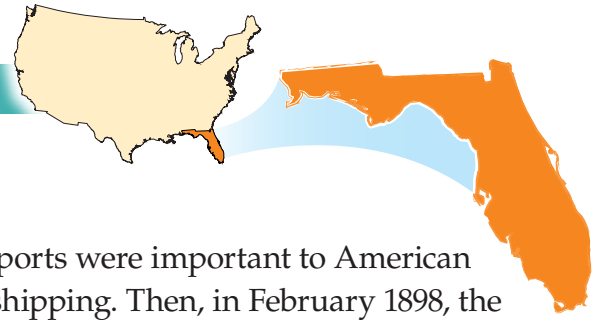 ports were important to American
shipping. Then, in February 1898, the